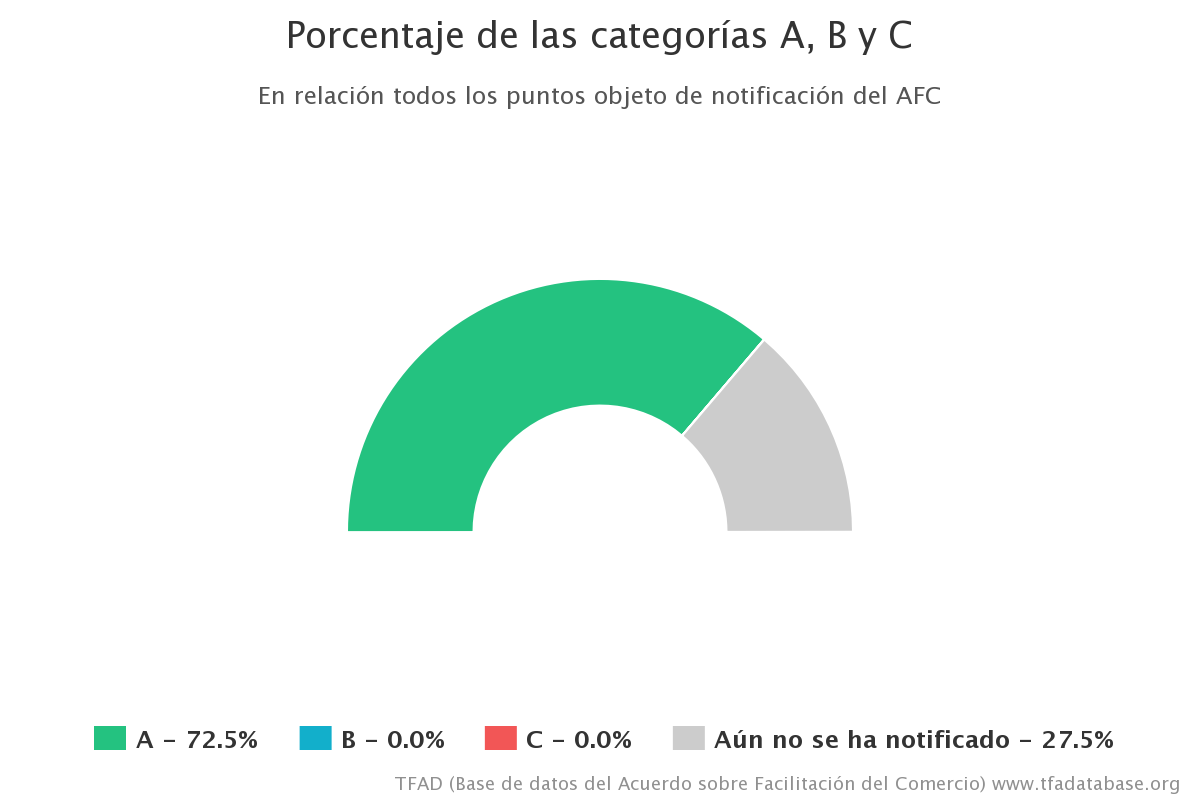 Porcentaje de las categorías A, B y C
En relación todos los puntos objeto de notificación del AFC
A – 72.5% B – 0.0% C – 0.0% Aún no se ha notificado – 27.5%
TFAD (Base de datos del Acuerdo sobre Facilitación del Comercio) www.tfadatabase.org